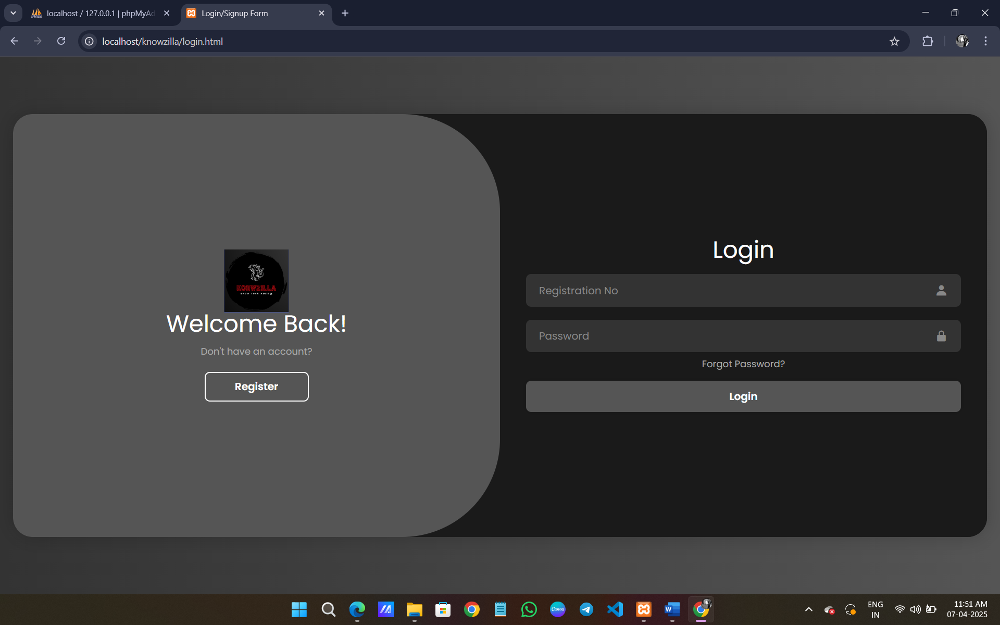 localhost / 127.0.0.1 | phpMyAd
Login/Signup Form
localhost/knowzilla/login.html
KONWZILLA
Welcome Back!
Don't have an account?
Register
Login
Registration No
Password
Forgot Password?
Login
Canva
W
ENG
IN
11:51 AM
07-04-2025